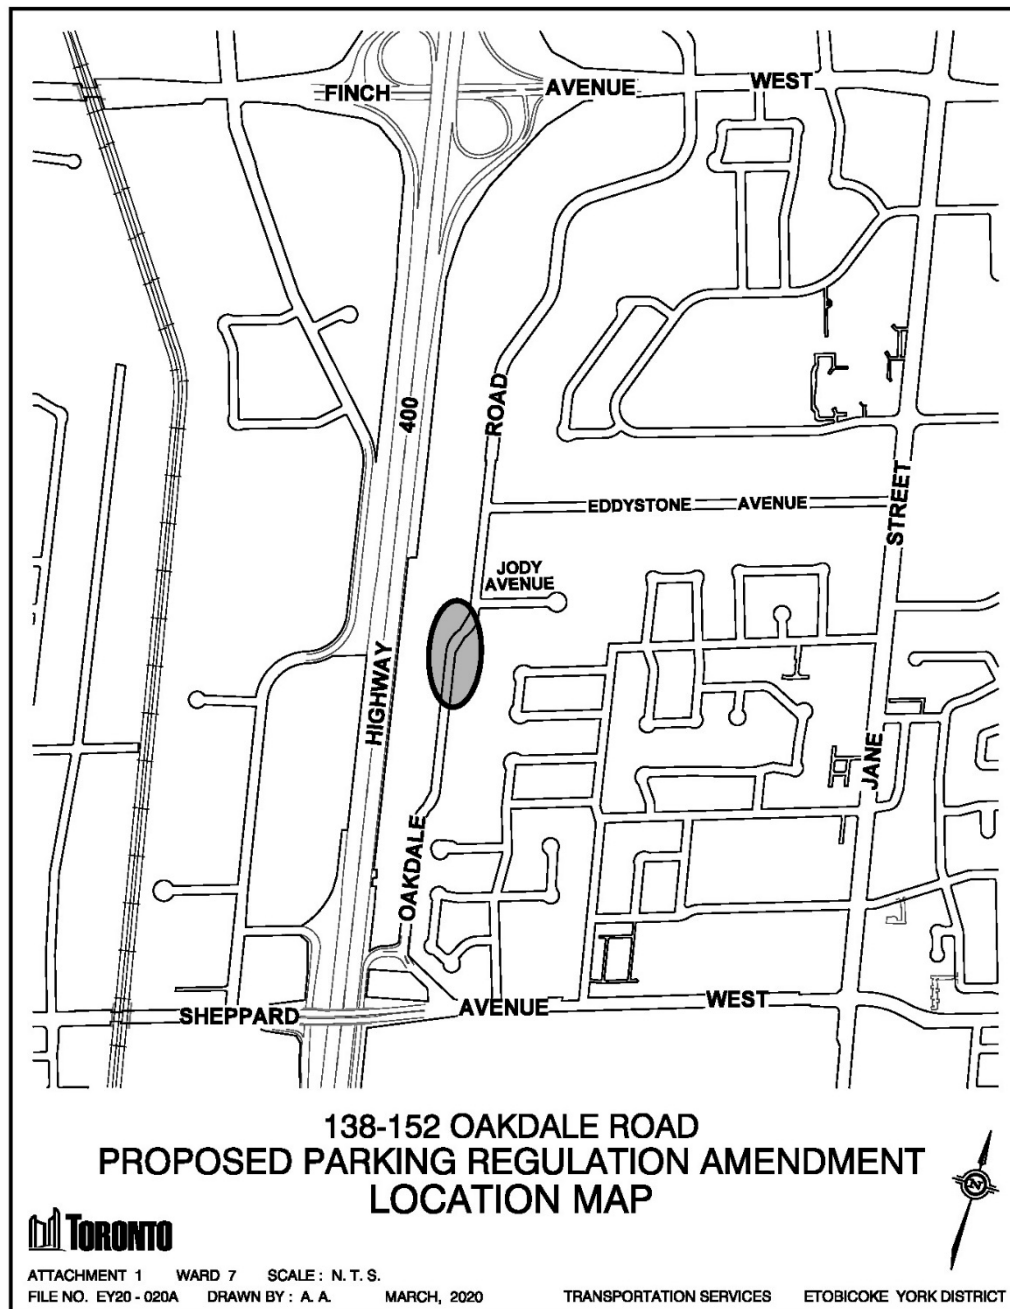 FINCH AVENUE WEST
400
ROAD
EDDYSTONE AVENUE
STREET
JODY
AVENUE
HIGHWAY
JANE
OAKDALE
SHEPPARD AVENUE WEST
138-152 OAKDALE ROAD
PROPOSED PARKING REGULATION AMENDMENT
LOCATION MAP
N
TORONTO
ATTACHMENT 1 WARD 7 SCALE : N. T. S.
FILE NO. EY20 - 020A DRAWN BY : A. A. MARCH, 2020 TRANSPORTATION SERVICES ETOBICOKE YORK DISTRICT